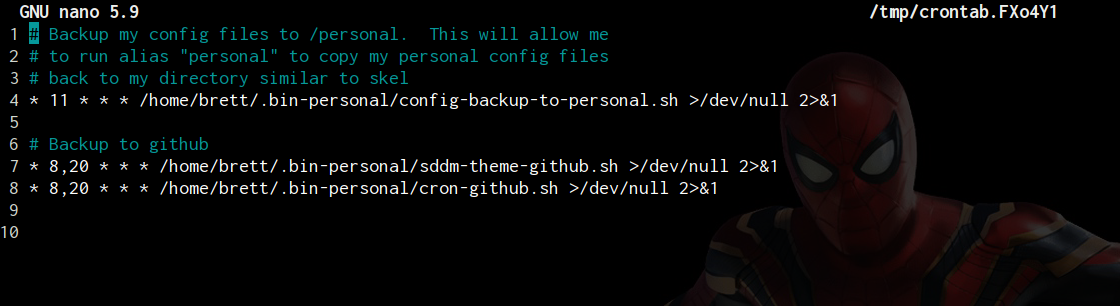 GNU nano 5.9 /tmp/crontab.FXo4Y1
1 # Backup my config files to /personal.  This will allow me
2 # to run alias "personal" to copy my personal config files
3 # back to my directory similar to skel
4 * 11 * * * /home/brett/.bin-personal/config-backup-to-personal.sh >/dev/null 2>&1
5
6 # Backup to github
7 * 8,20 * * * /home/brett/.bin-personal/sddm-theme-github.sh >/dev/null 2>&1
8 * 8,20 * * * /home/brett/.bin-personal/cron-github.sh >/dev/null 2>&1
9
10